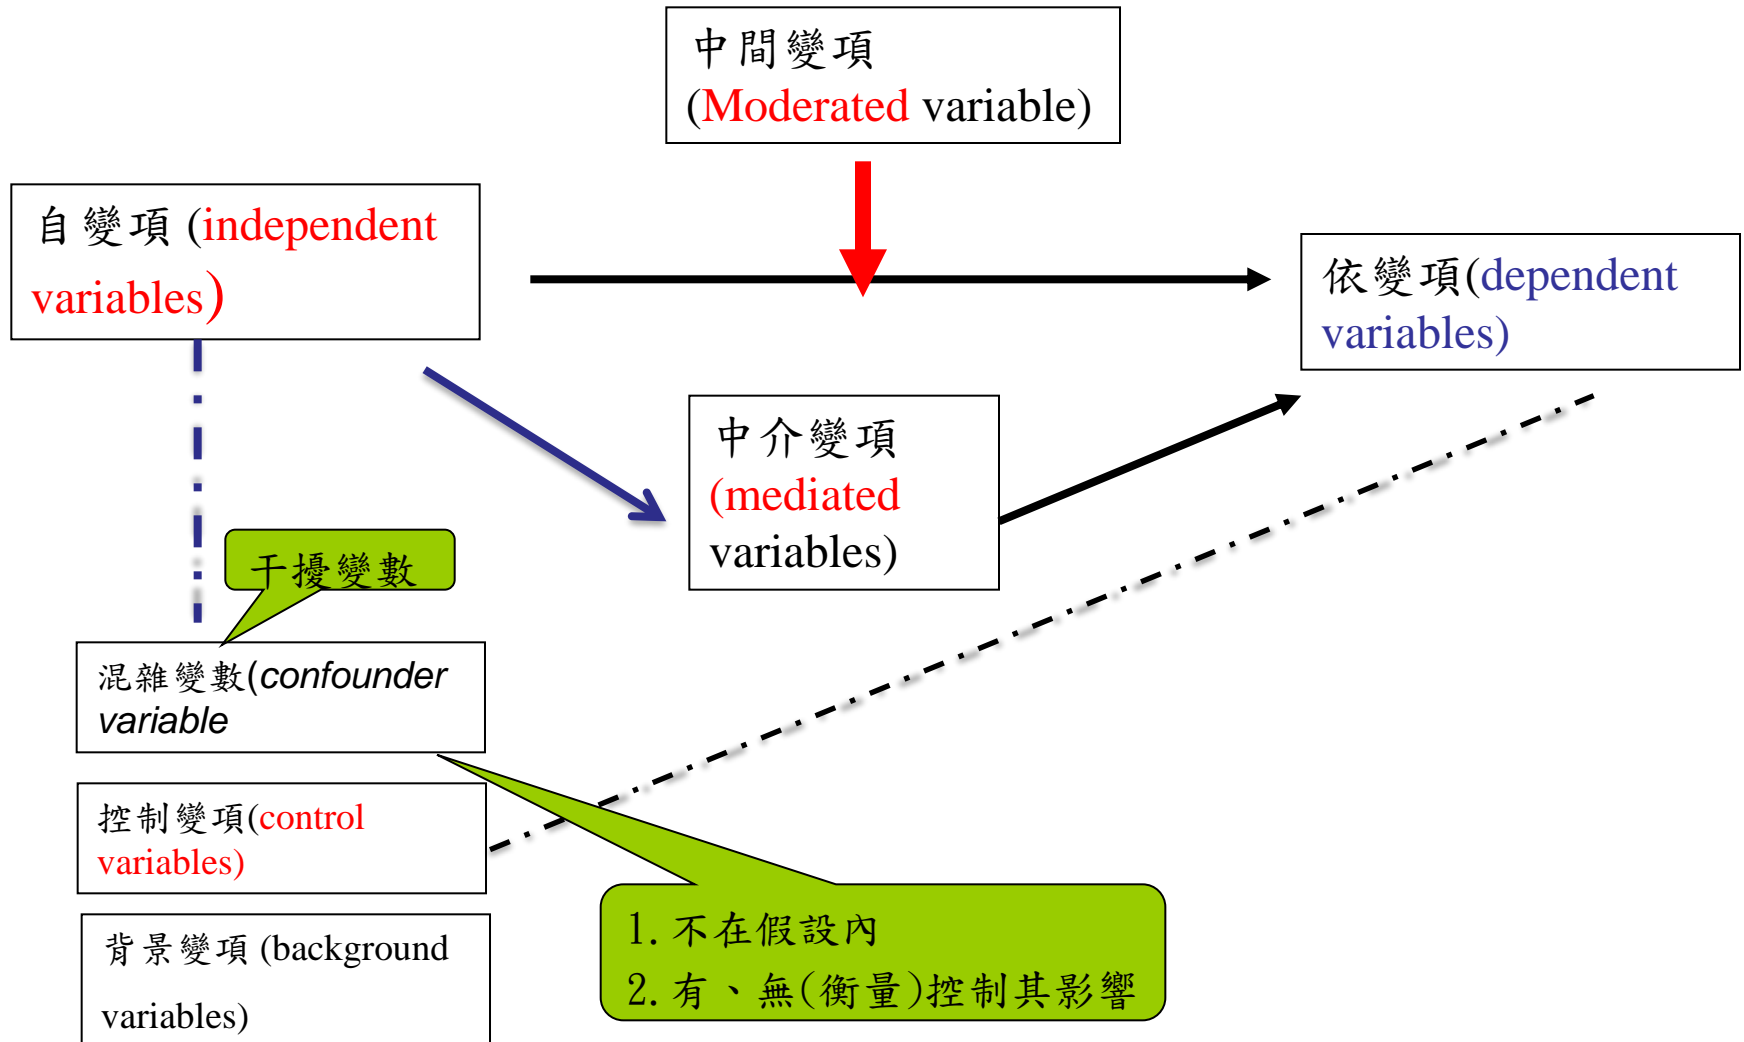 中間變項
(Moderated variable)
自變項 (independent
variables)
依變項(dependent
variables)
中介變項
(mediated
variables)
干擾變數
混雜變數(confounder
variable
控制變項(control
variables)
背景變項 (background
variables)
1. 不在假設內
2. 有、無(衡量)控制其影響